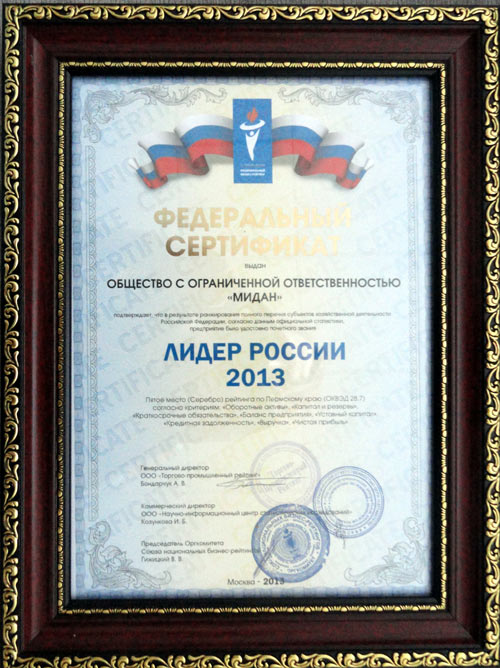 ФЕДЕРАЛЬНЫЙ
СЕРТИФИКАТ
выдан
ОБЩЕСТВО С ОГРАНИЧЕННОЙ ОТВЕТСТВЕННОСТЬЮ
«МИДАН»
подтверждает, что в результате ранжирования полного перечня субъектов хозяйственной деятельности
Российской Федерации, согласно данным официальной статистики,
предприятие было удостоено почетного звания
ЛИДЕР РОССИИ
2013
Пятое место (Серебро) рейтинга по Пермскому краю (ОКВЭД 28.7)
согласно критериям: «Оборотные активы», «Капитал и резервы»,
«Краткосрочные обязательства», «Баланс предприятия», «Уставный капитал»,
«Кредитная задолженность», «Выручка», «Чистая прибыль»
Генеральный директор
ООО «Торгово-промышленный рейтинг»
Бондарчук А. В.
Коммерческий директор
ООО «Научно-информационный центр исследований»
Козункова И. Б.
Председатель Оргкомитета
Союза национальных бизнес-рейтингов
Гижицкий В. В.
Москва - 2013